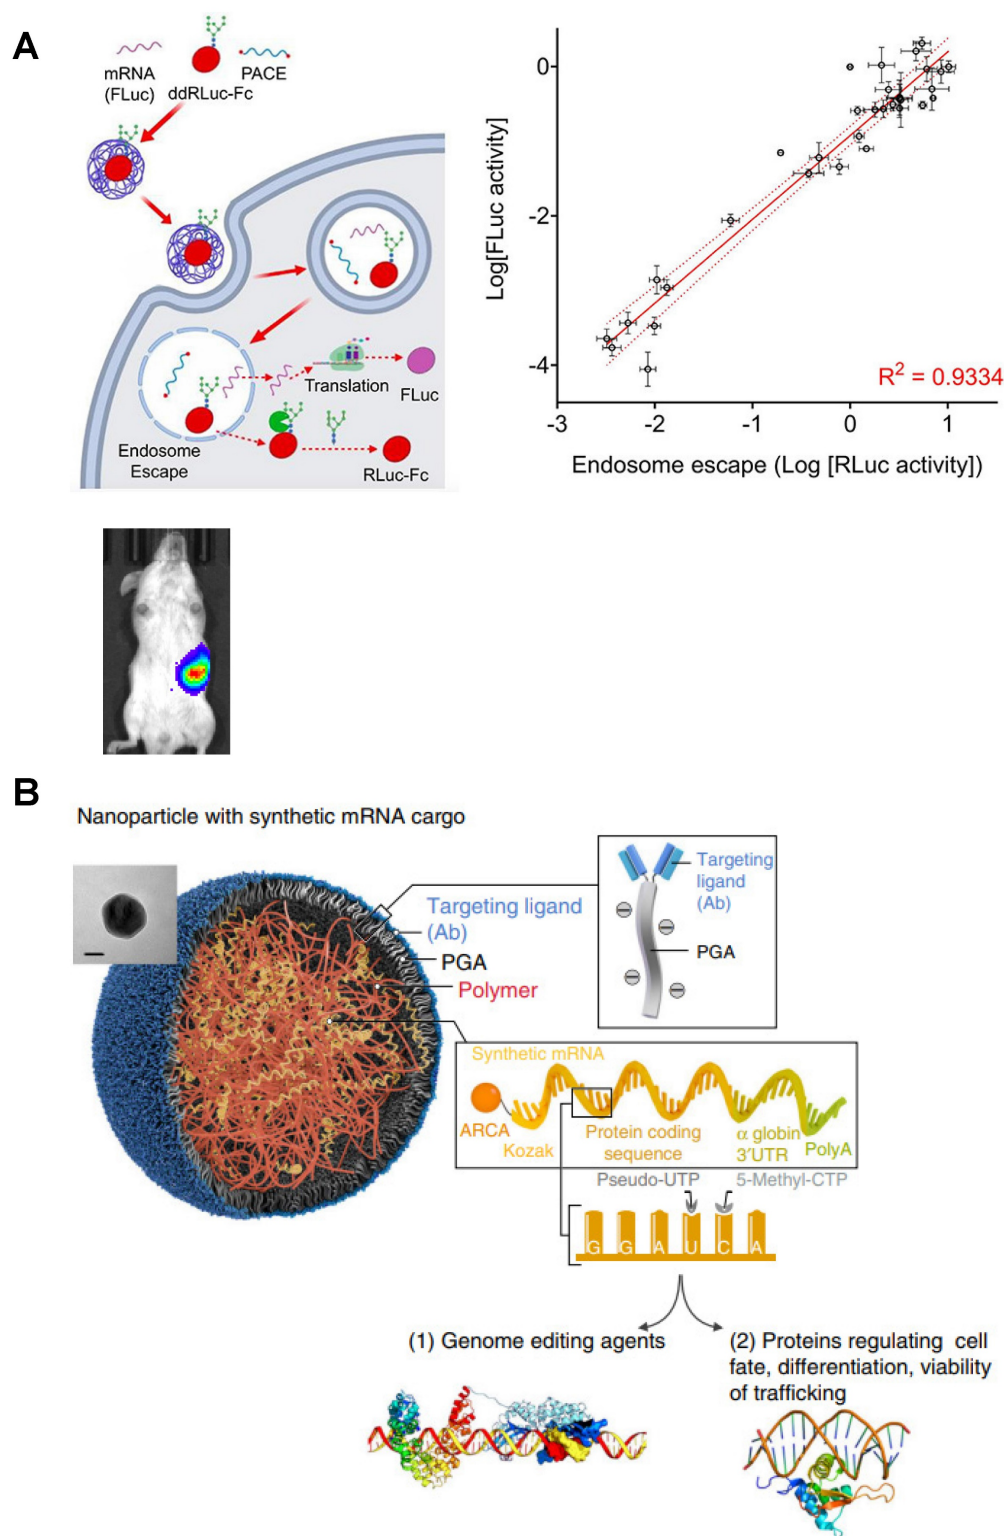 A
mRNA
(FLuc)
ddRLuc-Fc
PACE
Translation
FLuc
Endosome
Escape
RLuc-Fc
Log[FLuc activity]
0
-2
-4
R² = 0.9334
-3
-2
-1
0
1
Endosome escape (Log [RLuc activity])
B
Nanoparticle with synthetic mRNA cargo
Targeting ligand
(Ab)
PGA
Polymer
Targeting
ligand
(Ab)
PGA
Synthetic mRNA
ARCA
Kozak
Protein coding
sequence
α globin
3′UTR
PolyA
Pseudo-UTP
5-Methyl-CTP
G G A U C A
(1) Genome editing agents
(2) Proteins regulating cell
fate, differentiation, viability
of trafficking